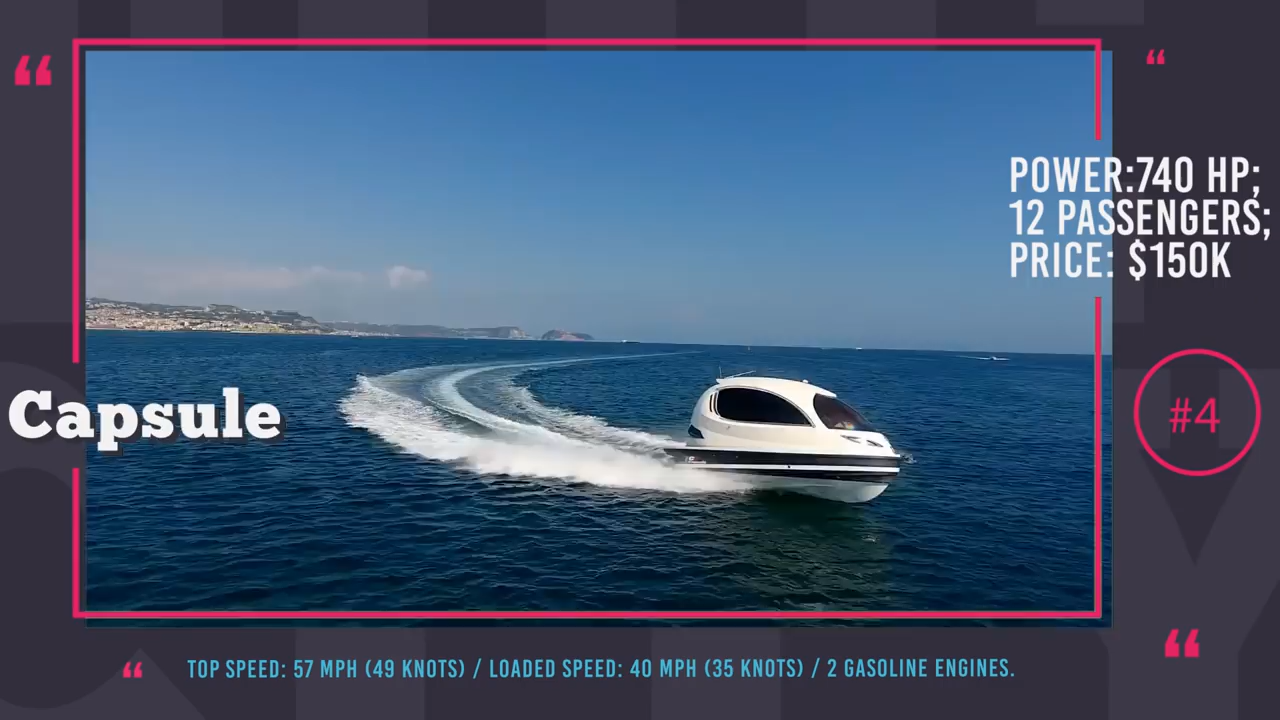 POWER:740 HP;
12 PASSENGERS;
PRICE: $150K
Capsule
#4
TOP SPEED: 57 MPH (49 KNOTS) / LOADED SPEED: 40 MPH (35 KNOTS) / 2 GASOLINE ENGINES.